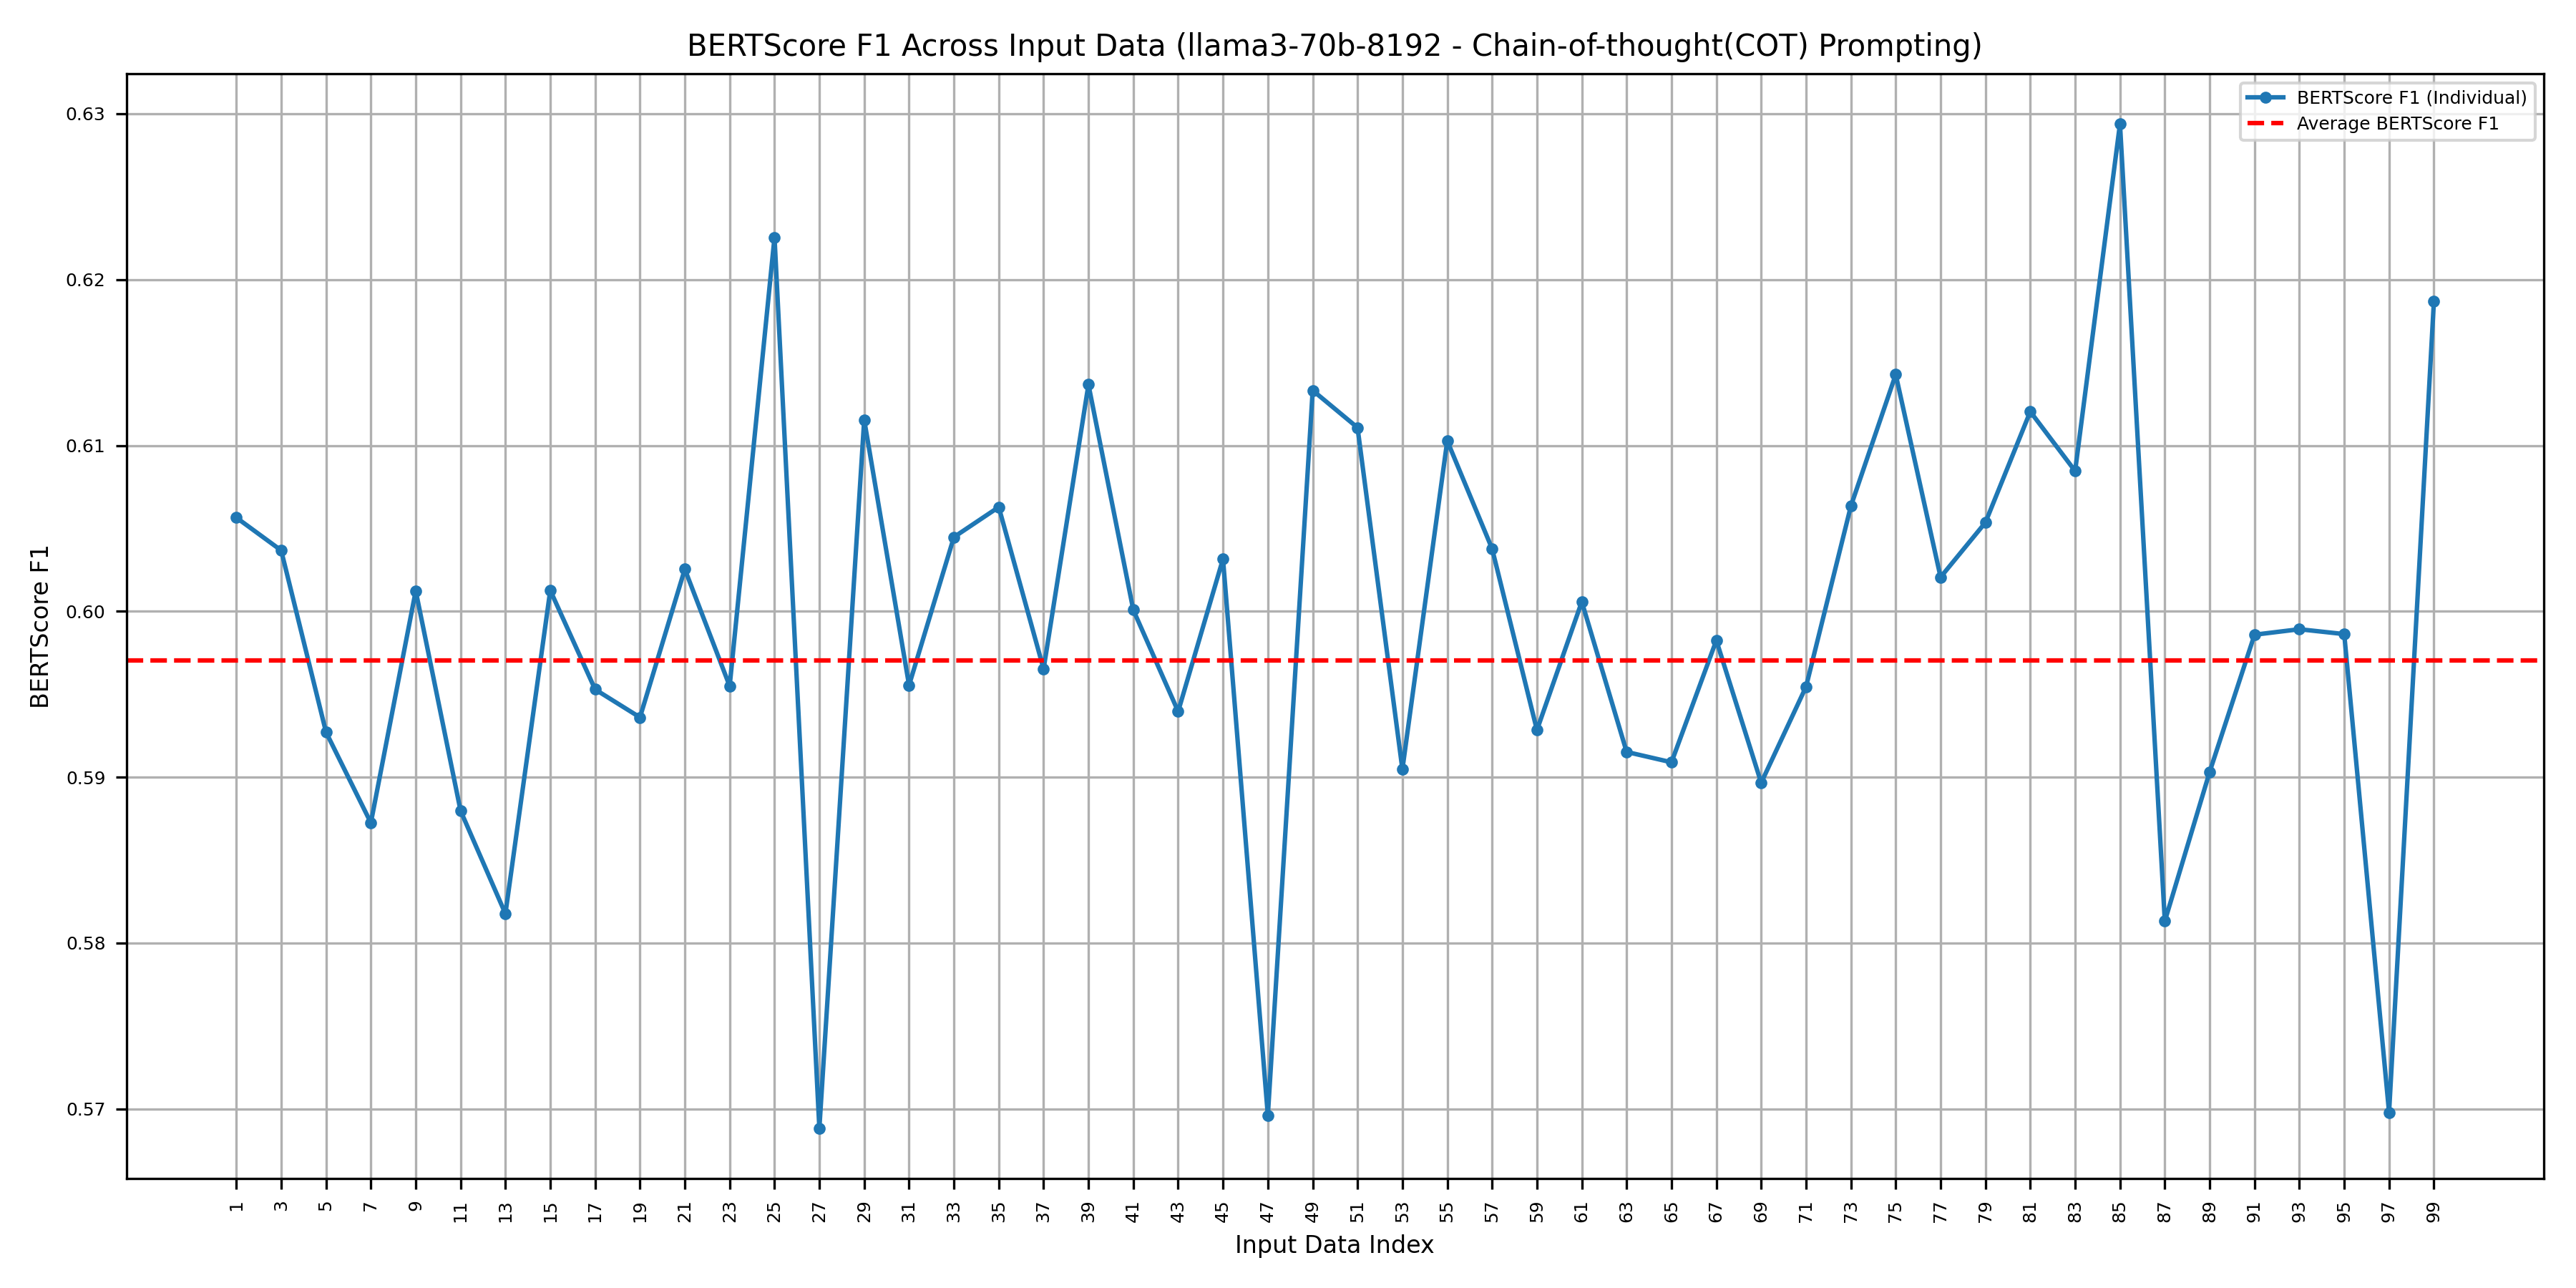 BERTScore F1 Across Input Data (llama3-70b-8192 - Chain-of-thought(COT) Prompting)
BERTScore F1 (Individual)
Average BERTScore F1
BERTScore F1
0.63
0.62
0.61
0.60
0.59
0.58
0.57
1 3 5 7 9 11 13 15 17 19 21 23 25 27 29 31 33 35 37 39 41 43 45 47 49 51 53 55 57 59 61 63 65 67 69 71 73 75 77 79 81 83 85 87 89 91 93 95 97 99
Input Data Index